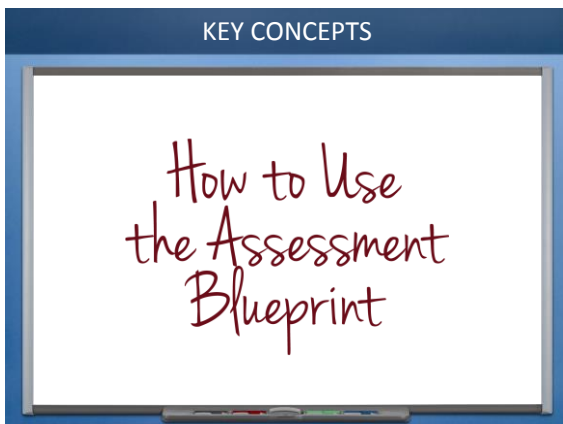 KEY CONCEPTS
How to Use
the Assessment
Blueprint